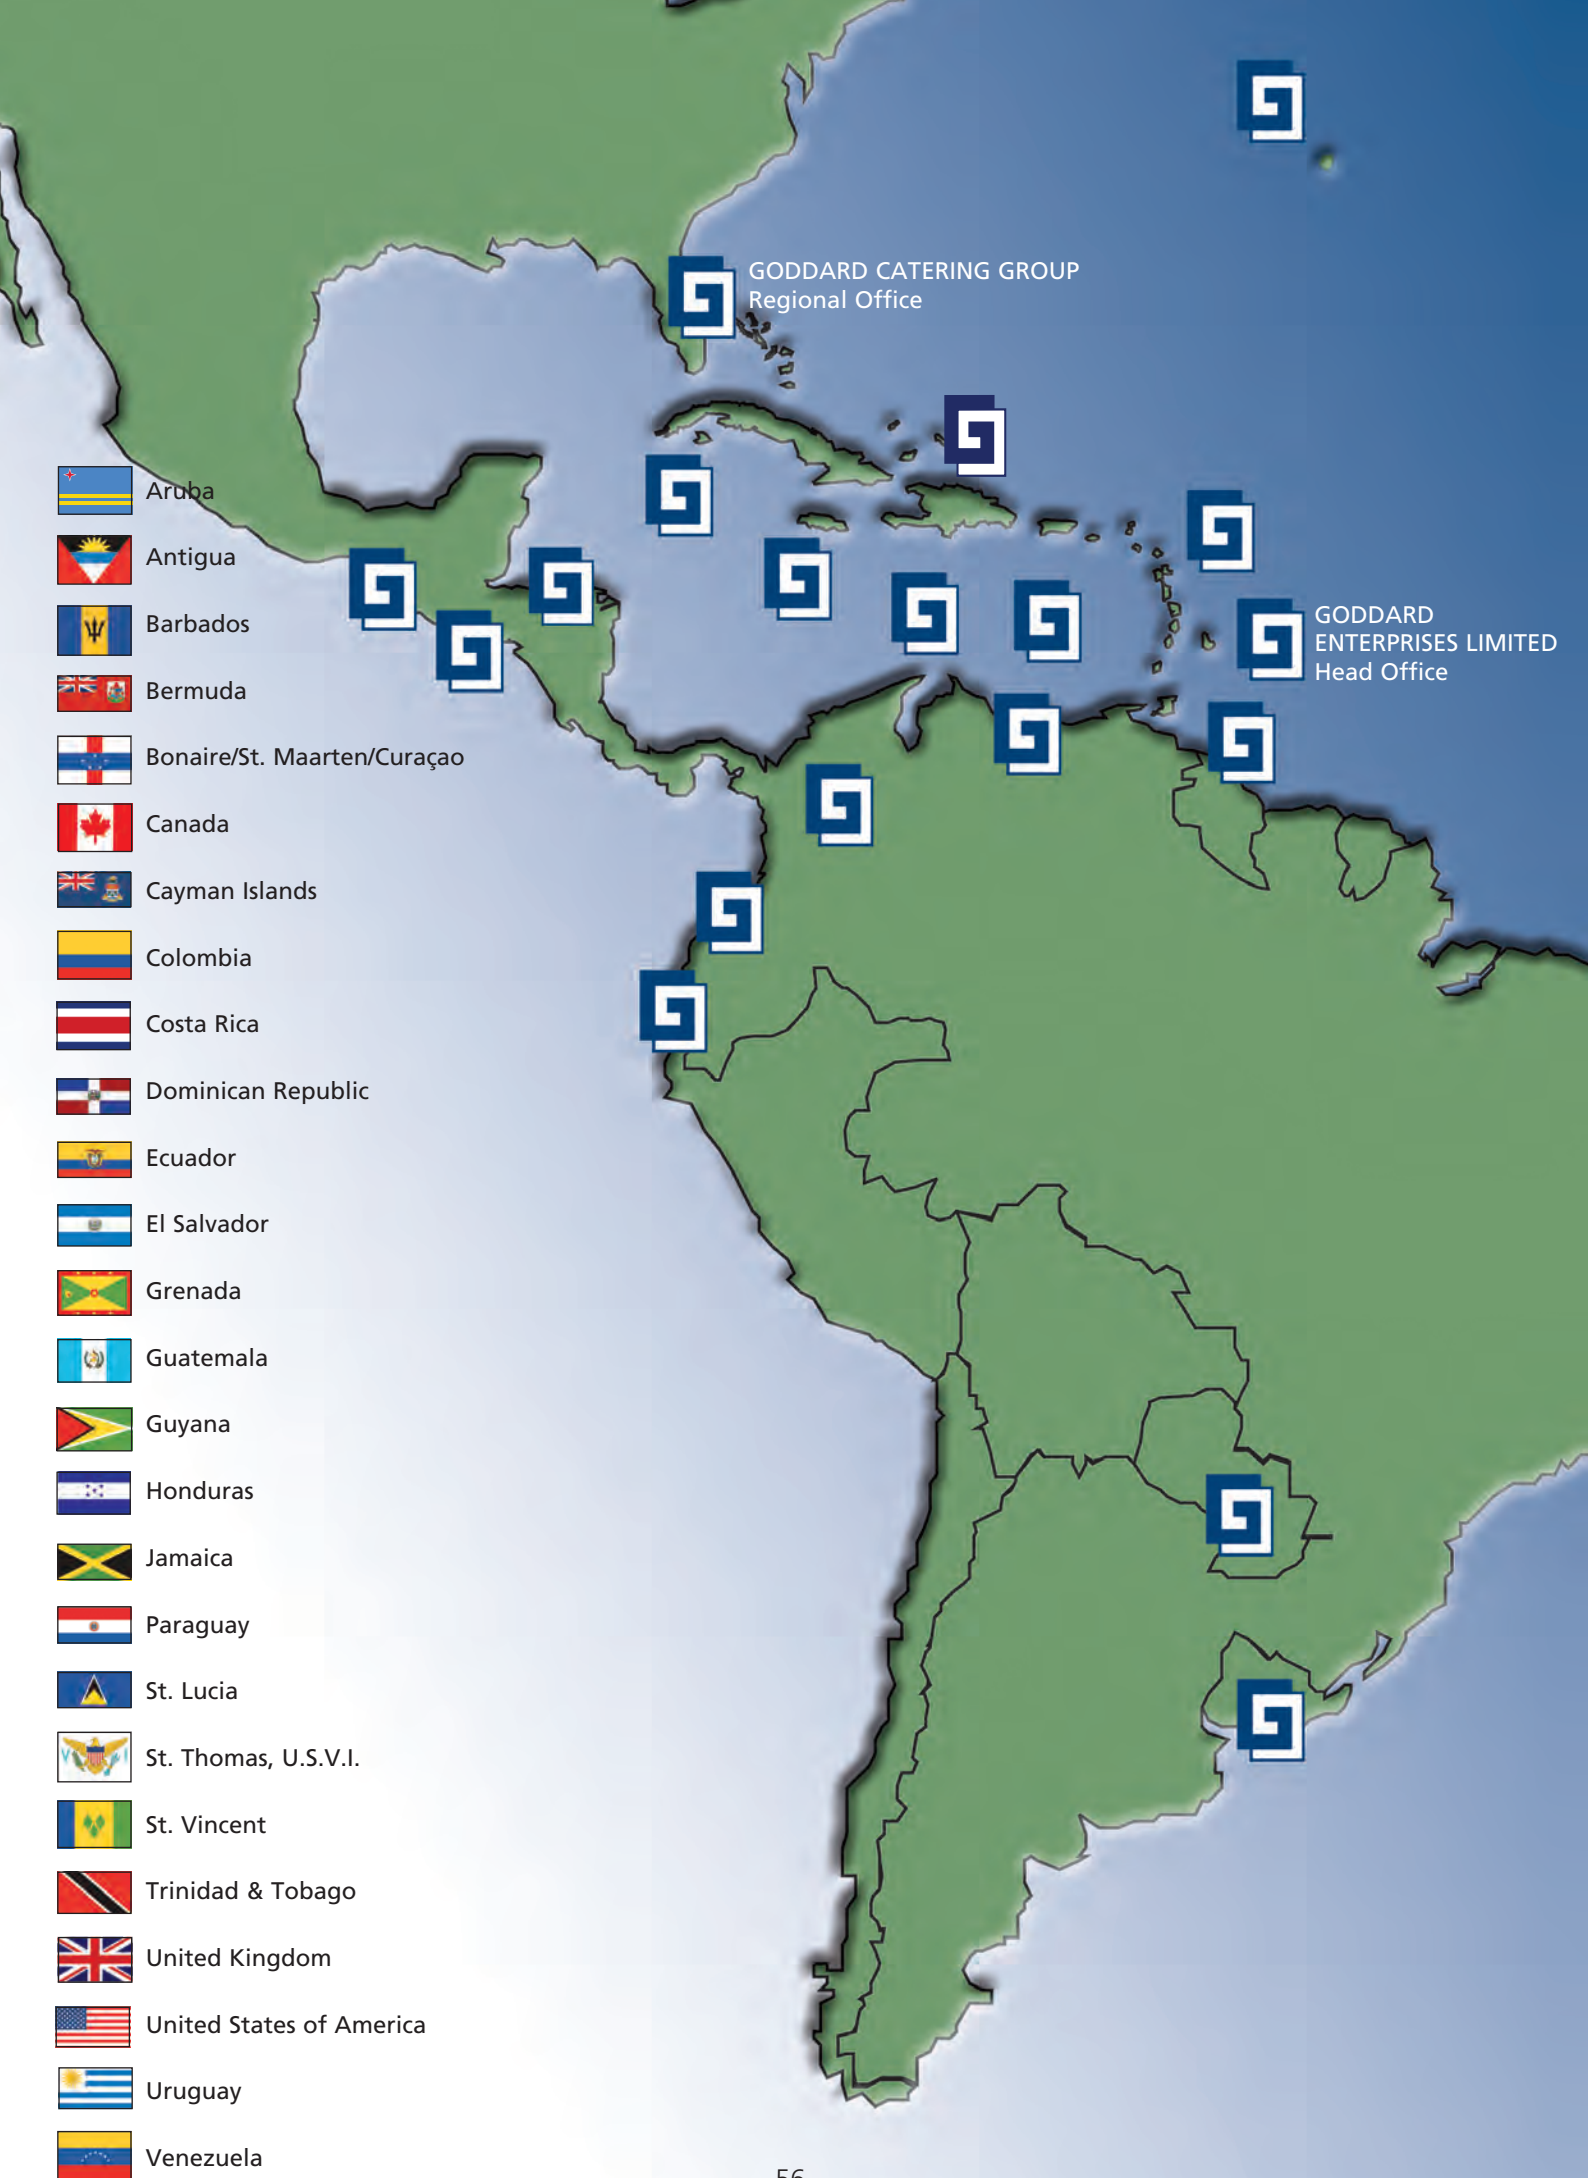 GODDARD CATERING GROUP
Regional Office
GODDARD
ENTERPRISES LIMITED
Head Office
Aruba
Antigua
Barbados
Bermuda
Bonaire/St. Maarten/Curaçao
Canada
Cayman Islands
Colombia
Costa Rica
Dominican Republic
Ecuador
El Salvador
Grenada
Guatemala
Guyana
Honduras
Jamaica
Paraguay
St. Lucia
St. Thomas, U.S.V.I.
St. Vincent
Trinidad & Tobago
United Kingdom
United States of America
Uruguay
Venezuela
56